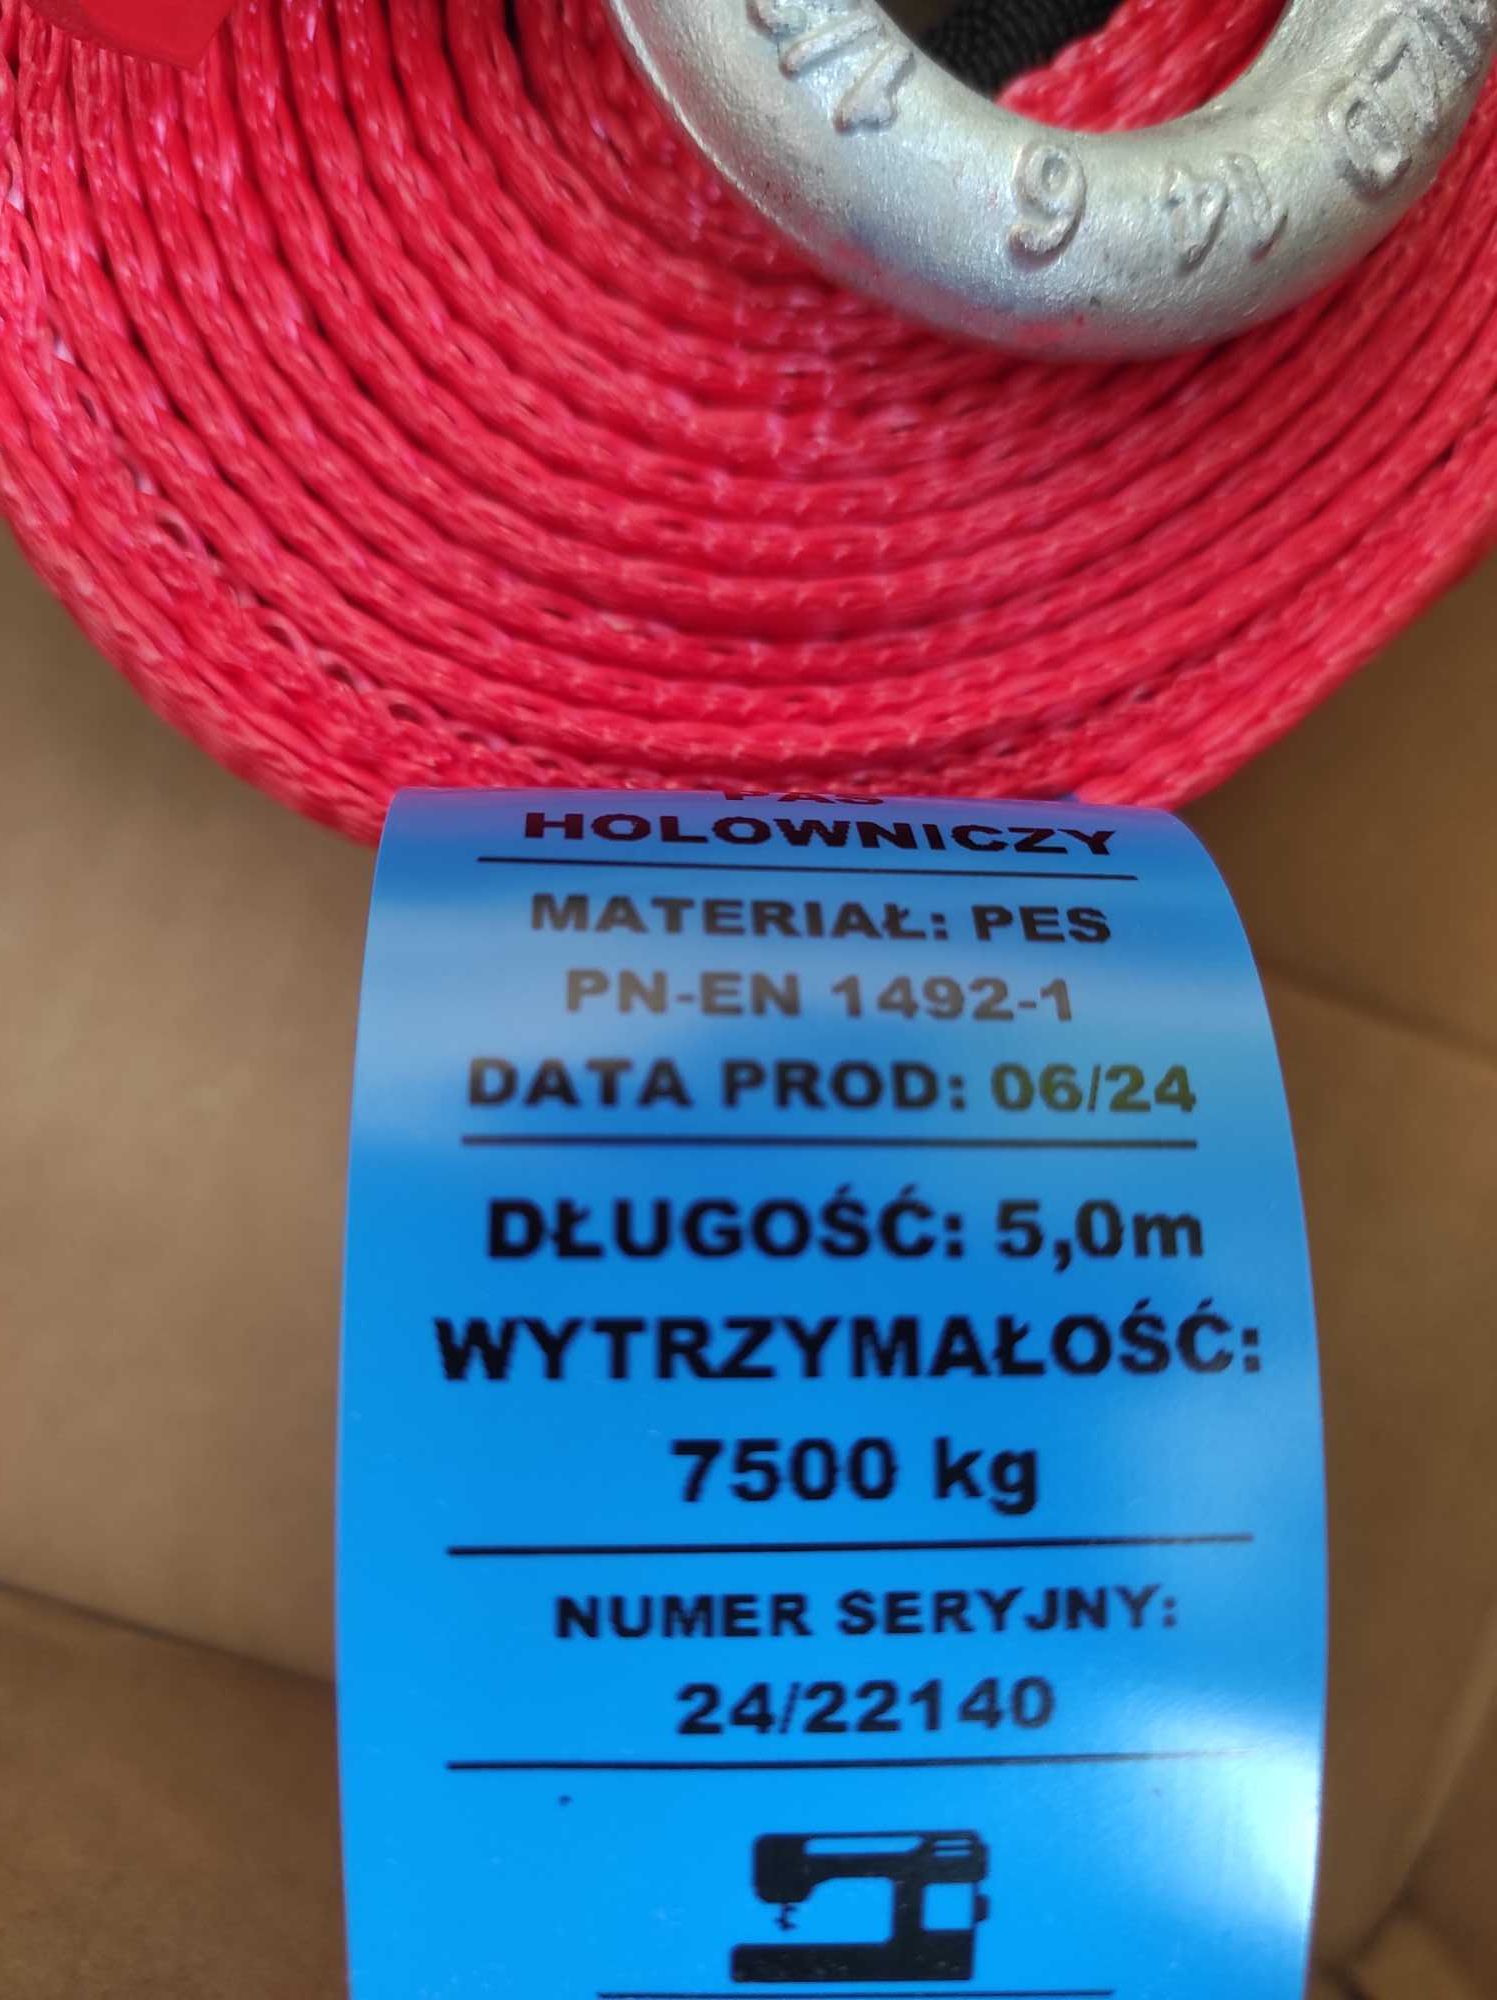 PAS
HOLOWNICZY
MATERIAŁ: PES
PN-EN 1492-1
DATA PROD: 06/24
DŁUGOŚĆ: 5,0m
WYTRZYMAŁOŚĆ:
7500 kg
NUMER SERYJNY:
24/22140